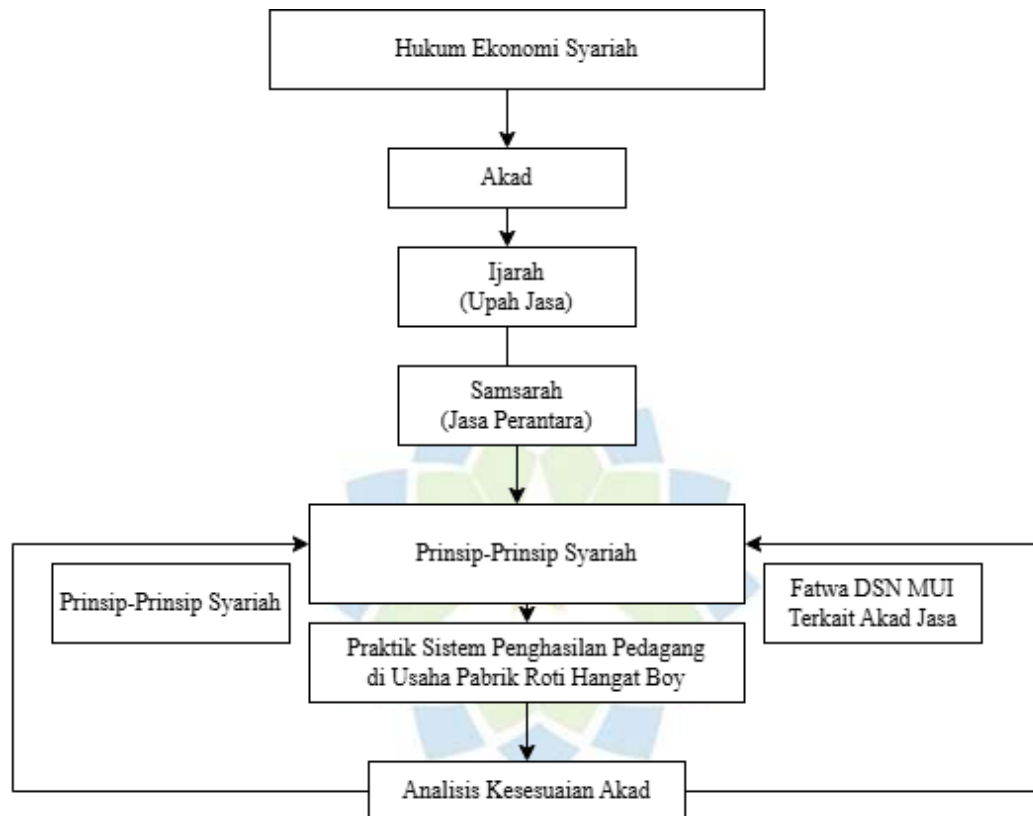 Hukum Ekonomi Syariah
Akad
Ijarah
(Upah Jasa)
Samsarah
(Jasa Perantara)
Prinsip-Prinsip Syariah
Prinsip-Prinsip Syariah
Fatwa DSN MUI
Terkait Akad Jasa
Praktik Sistem Penghasilan Pedagang
di Usaha Pabrik Roti Hangat Boy
Analisis Kesesuaian Akad